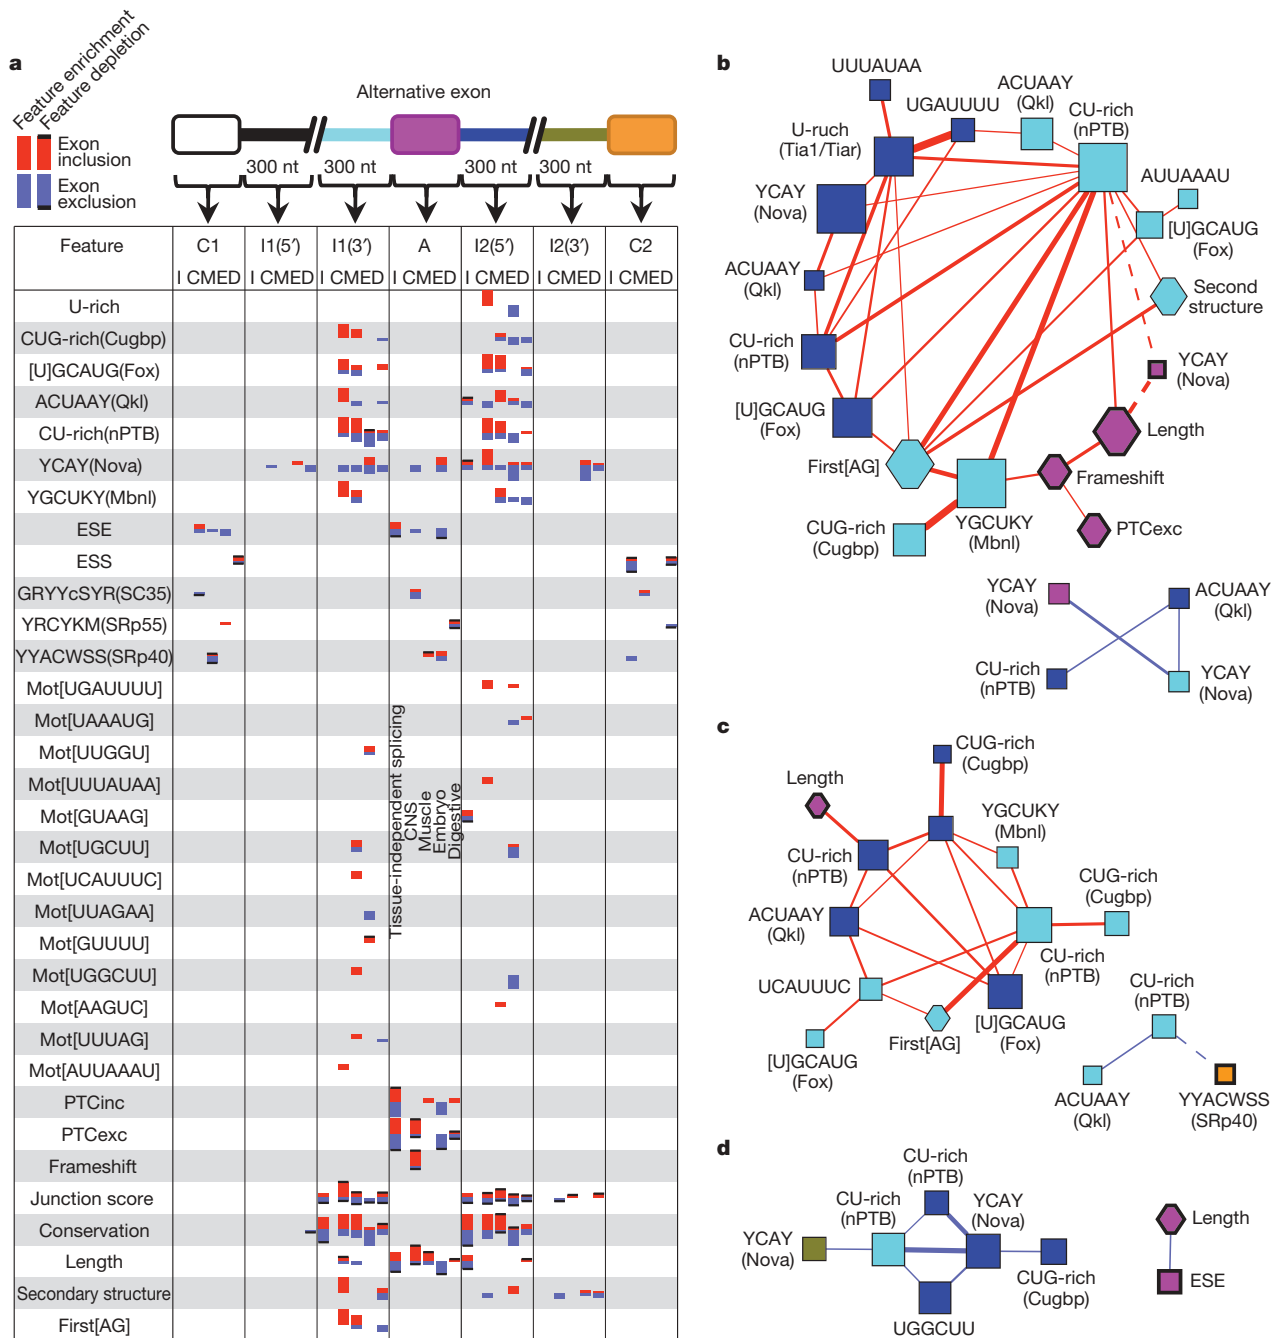 a
Feature enrichment
Feature depletion
Exon inclusion
Exon exclusion
Alternative exon
300 nt
300 nt
300 nt
300 nt
Feature C1 I1(5′) I1(3′) A I2(5′) I2(3′) C2
I CMED I CMED I CMED I CMED I CMED I CMED I CMED
U-rich
CUG-rich(Cugbp)
[U]GCAUG(Fox)
ACUAAY(Qkl)
CU-rich(nPTB)
YCAY(Nova)
YGCUKY(Mbnl)
ESE
ESS
GRYYcSYR(SC35)
YRCYKM(SRp55)
YYACWSS(SRp40)
Mot[UGAUUUU]
Mot[UAAAUG]
Mot[UUGGU]
Mot[UUUAUAA]
Mot[GUAAG]
Mot[UGCUU]
Mot[UCAUUUC]
Mot[UUAGAA]
Mot[GUUUU]
Mot[UGGCUU]
Mot[AAGUC]
Mot[UUUAG]
Mot[AUUAAAU]
PTCinc
PTCexc
Frameshift
Junction score
Conservation
Length
Secondary structure
First[AG]
Tissue-independent splicing
CNS
Muscle
Embryo
Digestive
b
UUUAUAA
UGAUUUU
ACUAAY
(Qkl)
CU-rich
(nPTB)
U-ruch
(Tia1/Tiar)
AUUAAAU
YCAY
(Nova)
[U]GCAUG
(Fox)
ACUAAY
(Qkl)
Second
structure
CU-rich
(nPTB)
YCAY
(Nova)
[U]GCAUG
(Fox)
Length
First[AG]
Frameshift
CUG-rich
(Cugbp)
YGCUKY
(Mbnl)
PTCexc
YCAY
(Nova)
ACUAAY
(Qkl)
CU-rich
(nPTB)
YCAY
(Nova)
c
CUG-rich
(Cugbp)
Length
YGCUKY
(Mbnl)
CU-rich
(nPTB)
CUG-rich
(Cugbp)
ACUAAY
(Qkl)
CU-rich
(nPTB)
UCAUUUC
[U]GCAUG
(Fox)
First[AG]
[U]GCAUG
(Fox)
CU-rich
(nPTB)
ACUAAY
(Qkl)
YYACWSS
(SRp40)
d
CU-rich
(nPTB)
CU-rich
(nPTB)
YCAY
(Nova)
YCAY
(Nova)
CUG-rich
(Cugbp)
UGGCUU
Length
ESE